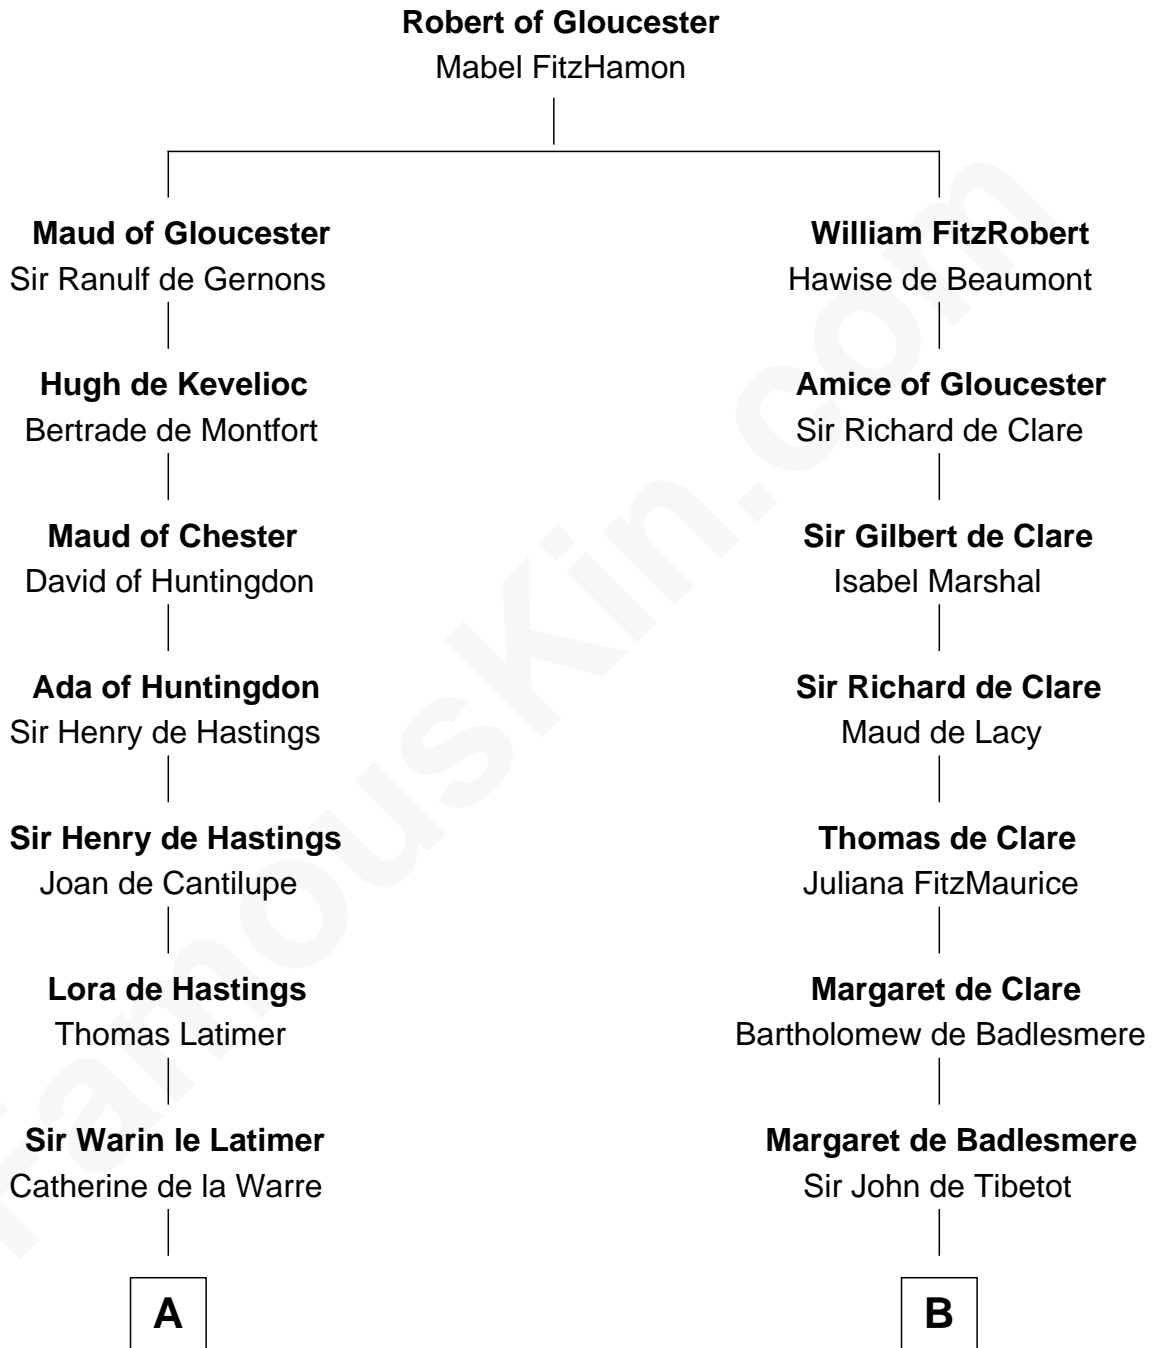 Robert of Gloucester
Mabel FitzHamon
Maud of Gloucester
Sir Ranulf de Gernons
William FitzRobert
Hawise de Beaumont
Hugh de Kevelioc
Bertrade de Montfort
Amice of Gloucester
Sir Richard de Clare
Maud of Chester
David of Huntingdon
Sir Gilbert de Clare
Isabel Marshal
Ada of Huntingdon
Sir Henry de Hastings
Sir Richard de Clare
Maud de Lacy
Sir Henry de Hastings
Joan de Cantilupe
Thomas de Clare
Juliana FitzMaurice
Lora de Hastings
Thomas Latimer
Margaret de Clare
Bartholomew de Badlesmere
Sir Warin le Latimer
Catherine de la Warre
Margaret de Badlesmere
Sir John de Tibetot
A
B
FamousKin.com